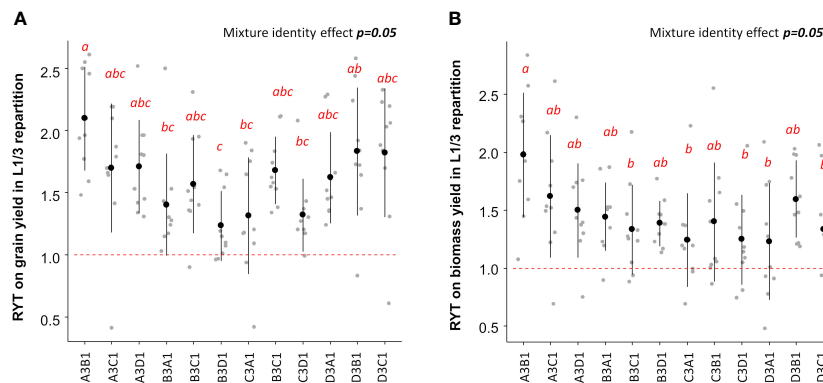 A
Mixture identity effect p=0.05
RYT on grain yield in L1/3 repartition
2.5
2.0
1.5
1.0
0.5
a
abc
abc
bc
abc
c
bc
abc
bc
abc
ab
abc
A3B1
A3C1
A3D1
B3A1
B3C1
B3D1
C3A1
C3B1
C3D1
D3A1
D3B1
D3C1
B
Mixture identity effect p=0.05
RYT on biomass yield in L1/3 repartition
2.5
2.0
1.5
1.0
0.5
a
ab
ab
ab
b
ab
b
ab
b
b
ab
b
A3B1
A3C1
A3D1
B3A1
B3C1
B3D1
C3A1
C3B1
C3D1
D3A1
D3B1
D3C1